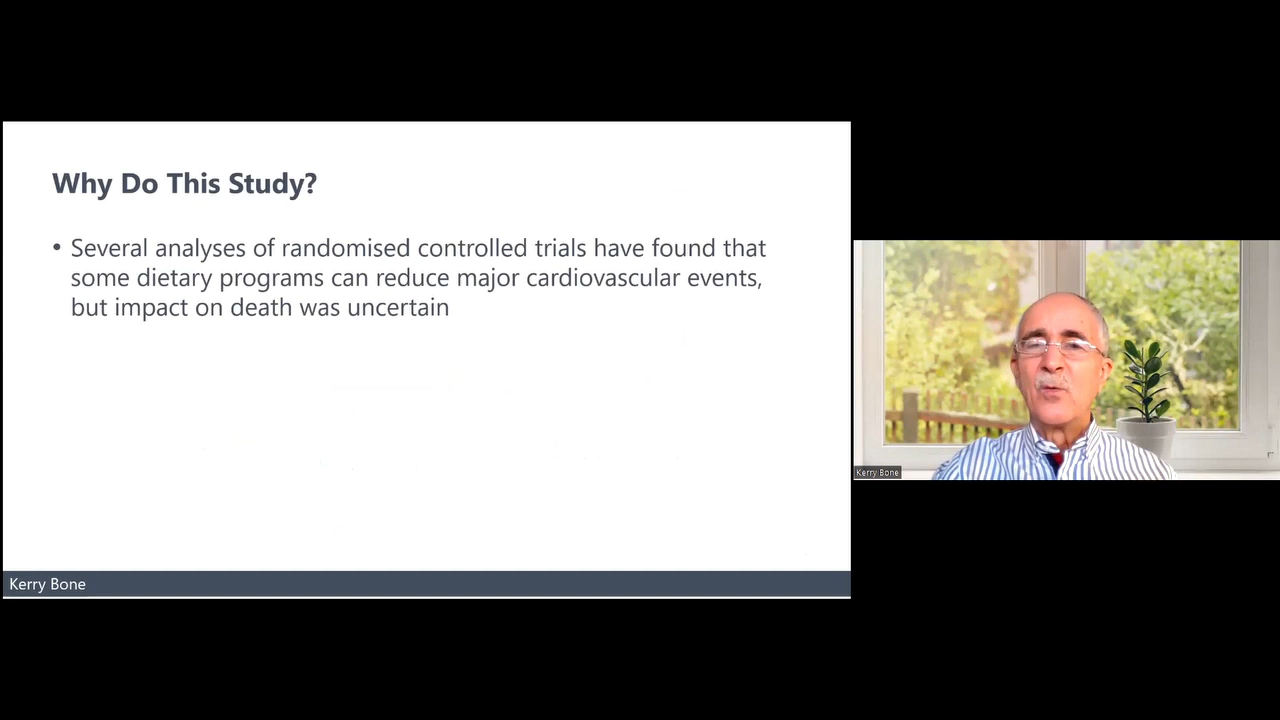 Why Do This Study?
• Several analyses of randomised controlled trials have found that
some dietary programs can reduce major cardiovascular events,
but impact on death was uncertain
Kerry Bone
Kerry Bone